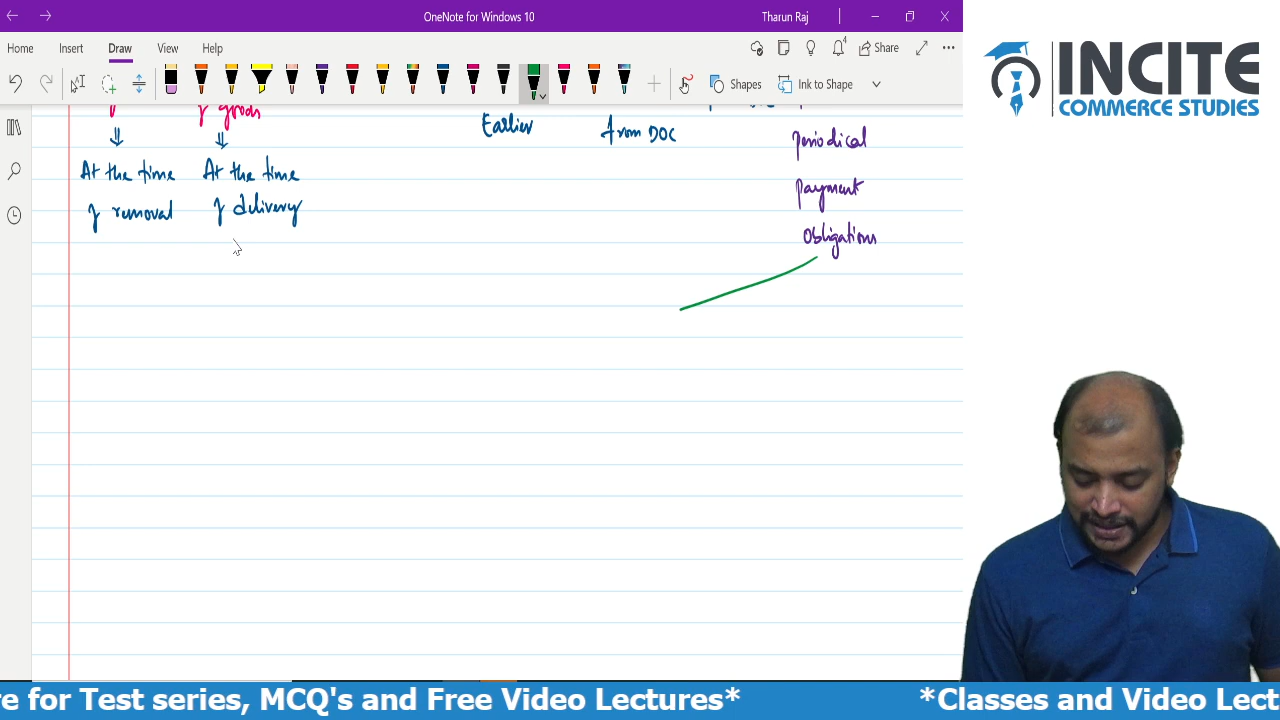 OneNote for Windows 10
Tharun Raj
INCITE
COMMERCE STUDIES
Home Insert Draw View Help
4
Share
Shapes
Ink to Shape
goods
Earlier
from DOC
Periodical
payment
Obligations
At the time
of removal
At the time
of delivery
re for Test series, MCQ's and Free Video Lectures* *Classes and Video Lect